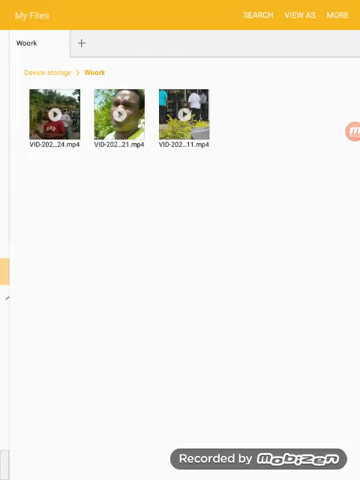 My Files
SEARCH
VIEW AS
MORE
Woork
Device storage > Woork
VID-202...24.mp4
VID-202...21.mp4
VID-202...11.mp4
Recorded by mobizen